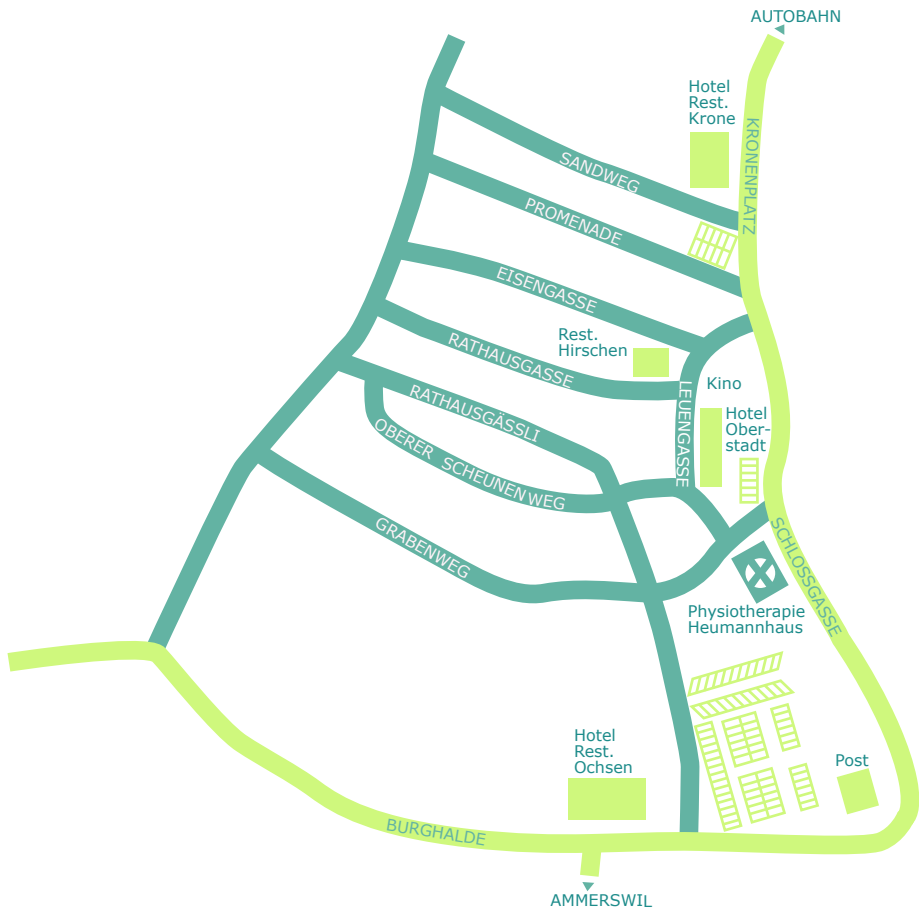 AUTOBAHN
Hotel
Rest.
Krone
KRONENPLATZ
SANDWEG
PROMENADE
EISENGASSE
Rest.
Hirschen
RATHAUSGASSE
Kino
LEUENGASSE
RATHAUSGÄSSLI
Hotel
Ober-
stadt
OBERER SCHEUNENWEG
GRABENWEG
SCHLOSSGASSE
Physiotherapie
Heumannhaus
Hotel
Rest.
Ochsen
Post
BURGHALDE
AMMERSWIL